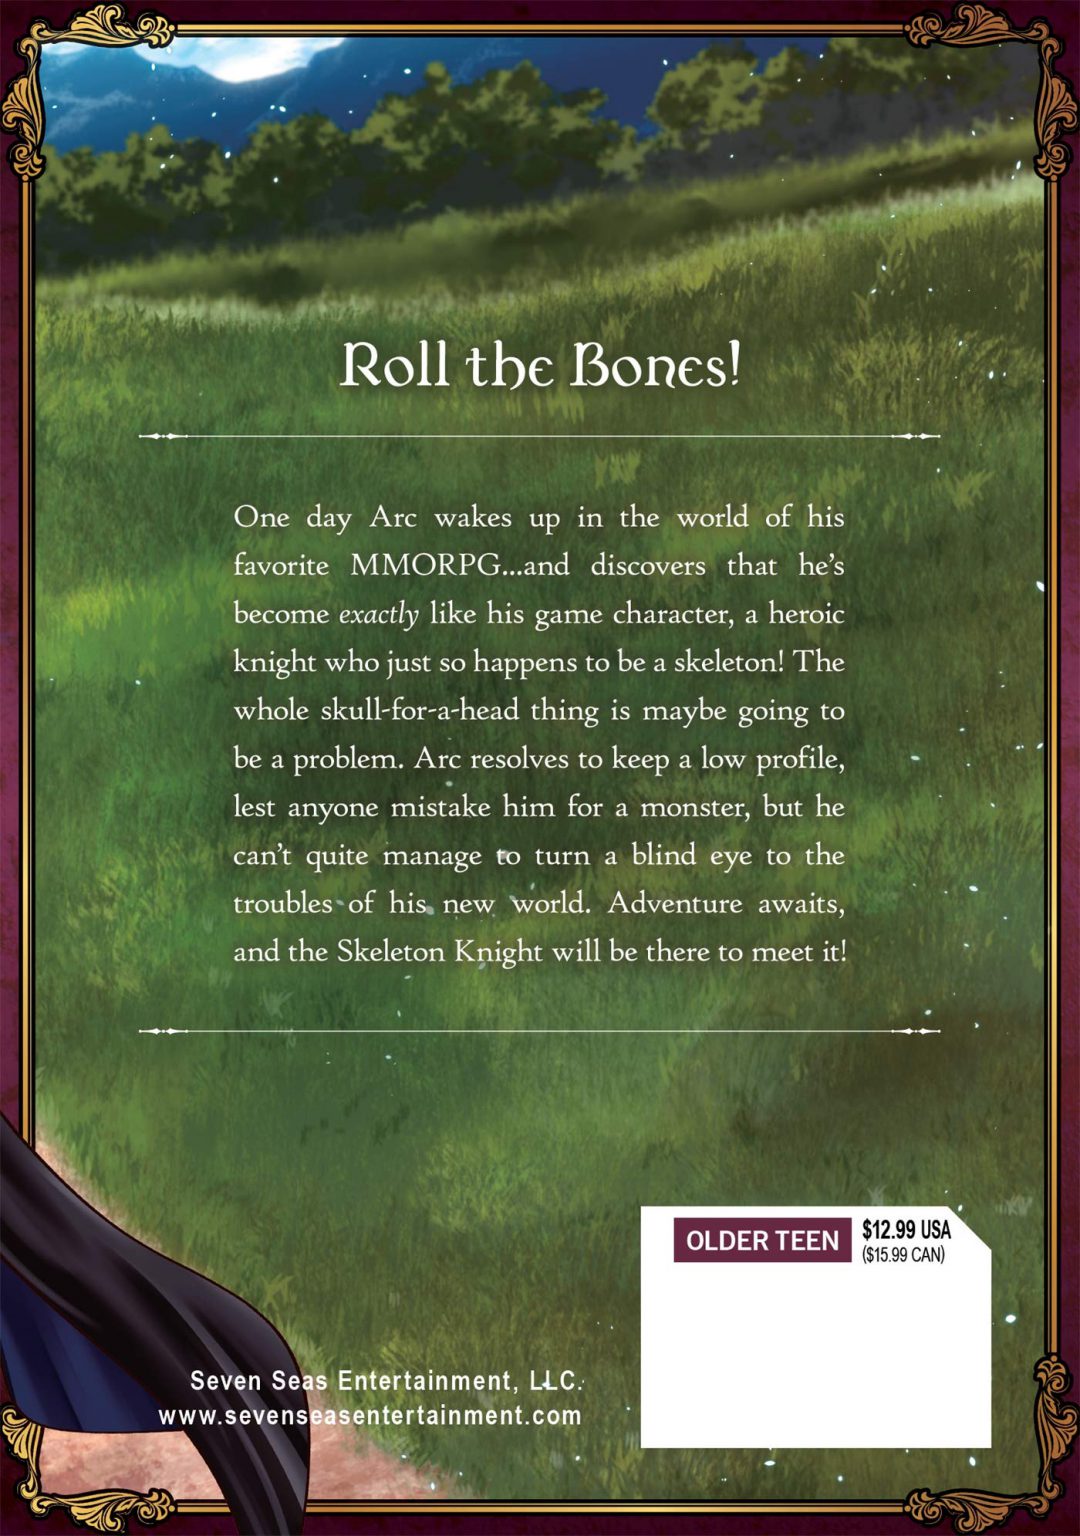 Roll the Bones!
One day Arc wakes up in the world of his
favorite MMORPG...and discovers that he's
become exactly like his game character, a heroic
knight who just so happens to be a skeleton! The
whole skull-for-a-head thing is maybe going to
be a problem. Arc resolves to keep a low profile,
lest anyone mistake him for a monster, but he
can't quite manage to turn a blind eye to the
troubles of his new world. Adventure awaits,
and the Skeleton Knight will be there to meet it!
OLDER TEEN
$12.99 USA
($15.99 CAN)
Seven Seas Entertainment, LLC.
www.sevenseasentertainment.com